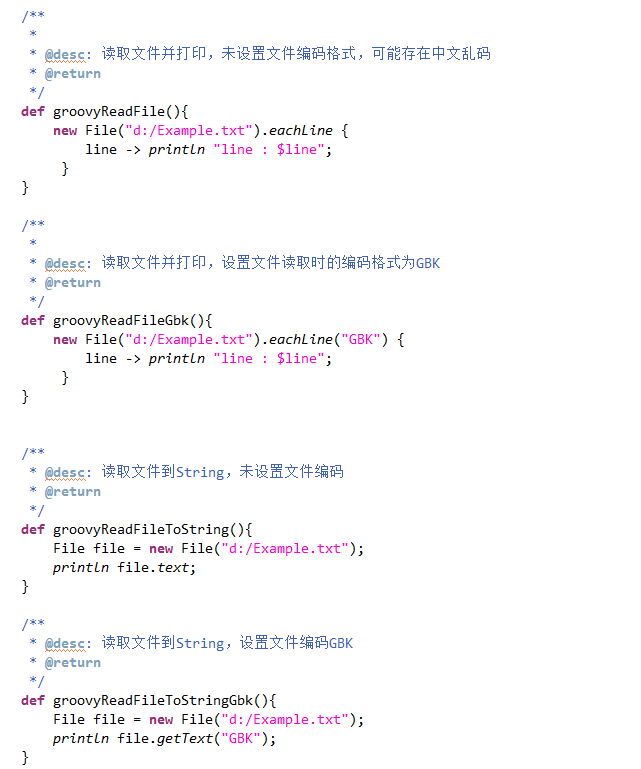 /**
 *
 * @desc: 读取文件并打印，未设置文件编码格式，可能存在中文乱码
 * @return
 */
def groovyReadFile(){
    new File("d:/Example.txt").eachLine {
        line -> println "line : $line";
     }
}
/**
 *
 * @desc: 读取文件并打印，设置文件读取时的编码格式为GBK
 * @return
 */
def groovyReadFileGbk(){
    new File("d:/Example.txt").eachLine("GBK") {
        line -> println "line : $line";
     }
}
/**
 * @desc: 读取文件到String，未设置文件编码
 * @return
 */
def groovyReadFileToString(){
    File file = new File("d:/Example.txt");
    println file.text;
}
/**
 * @desc: 读取文件到String，设置文件编码GBK
 * @return
 */
def groovyReadFileToStringGbk(){
    File file = new File("d:/Example.txt");
    println file.getText("GBK");
}